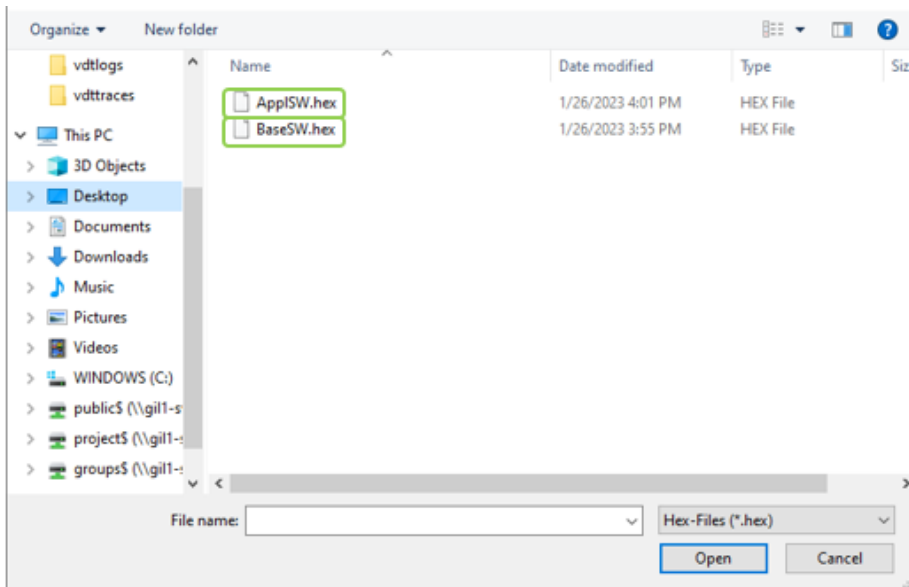 Organize New folder
Name Date modified Type Siz
vdtlogs
vdttraces
This PC
3D Objects
Desktop
Documents
Downloads
Music
Pictures
Videos
WINDOWS (C:)
public$ (\\gil1-s
project$ (\\gil1-s
groups$ (\\gil1-s
ApplSW.hex 1/26/2023 4:01 PM HEX File
BaseSW.hex 1/26/2023 3:55 PM HEX File
File name: Hex-Files (*.hex)
Open Cancel